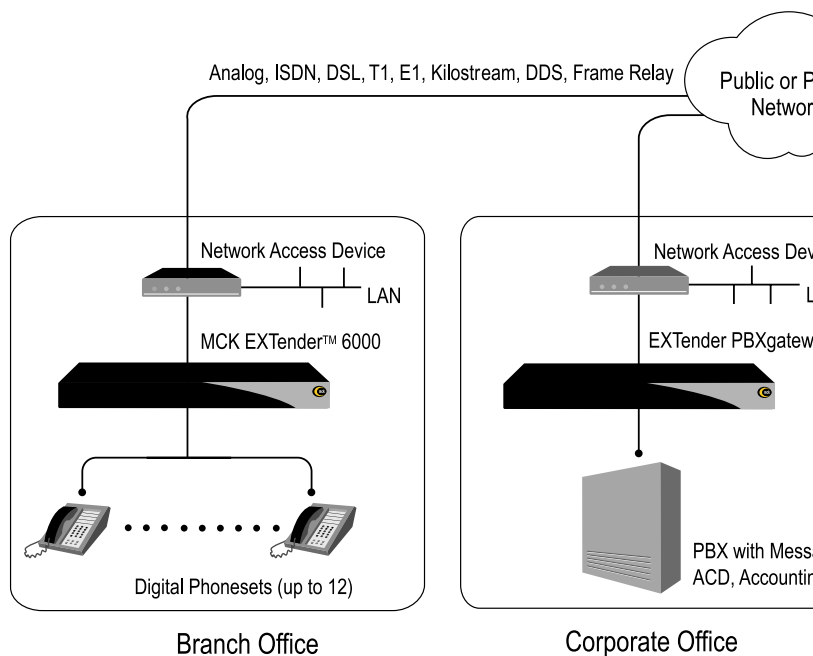 Analog, ISDN, DSL, T1, E1, Kilostream, DDS, Frame Relay
Public or P
Networ
Network Access Device
LAN
MCK EXTender™ 6000
Digital Phonesets (up to 12)
Branch Office
Network Access Dev
L
EXTender PBXgatew
PBX with Messa
ACD, Accountin
Corporate Office